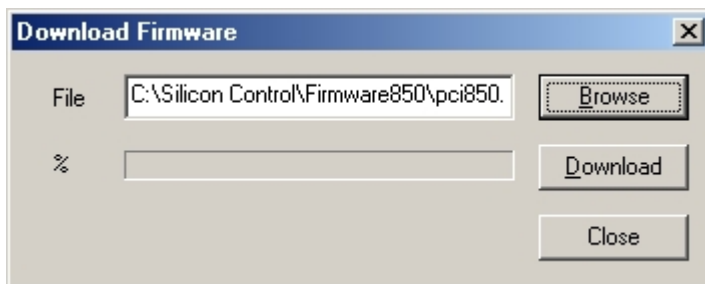 Download Firmware
File C:\Silicon Control\Firmware850\pci850. Browse
% Download
Close